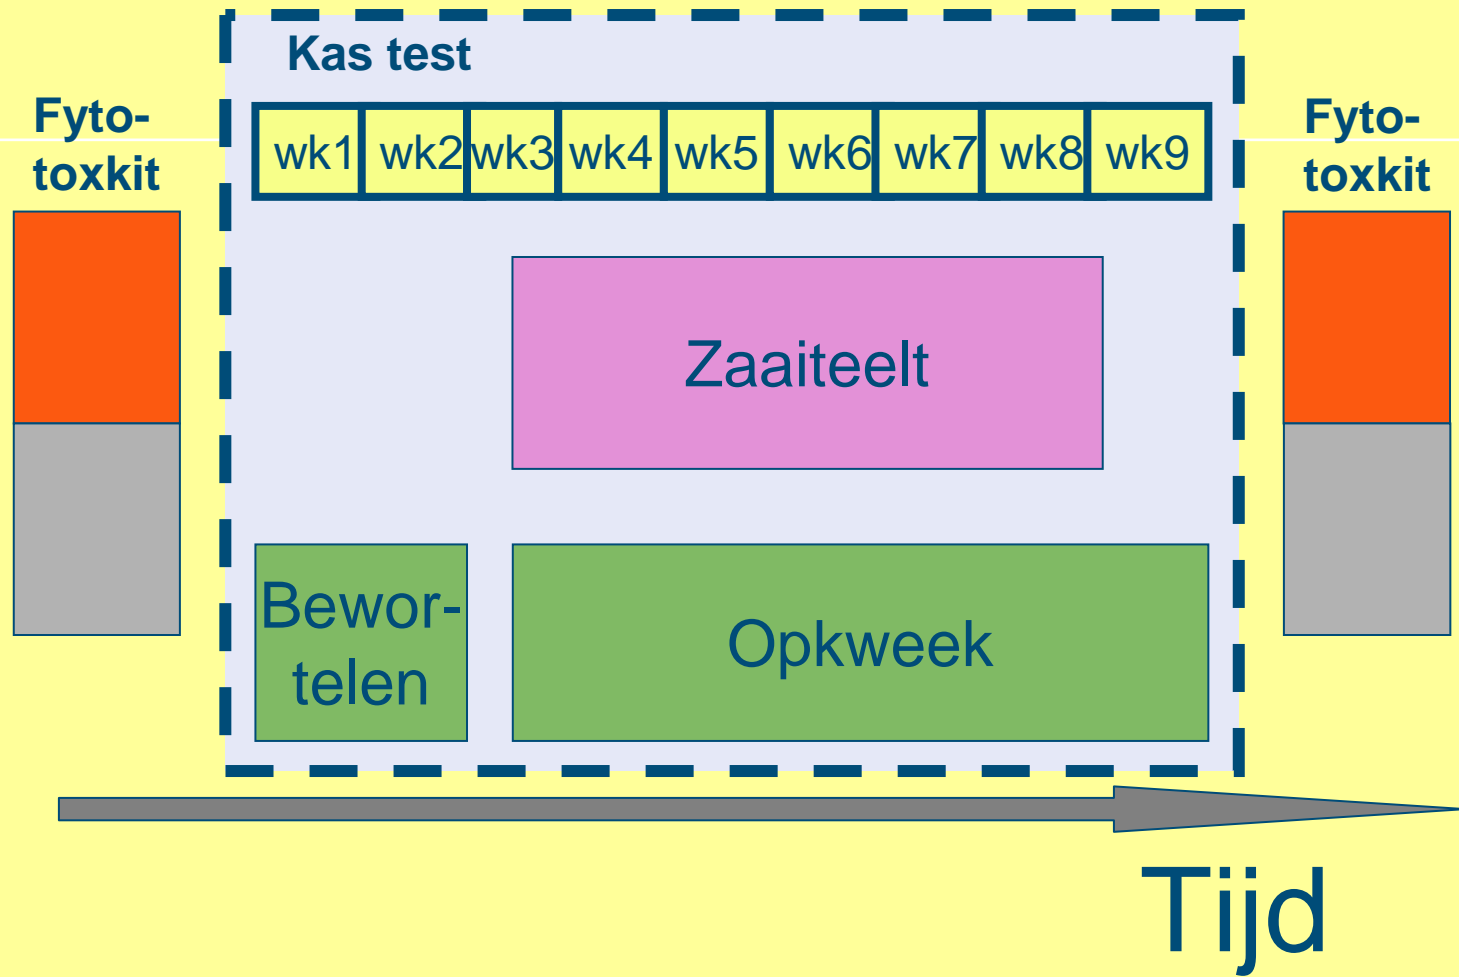 Kas test
Fyto-
toxkit
wk1 wk2 wk3 wk4 wk5 wk6 wk7 wk8 wk9
Fyto-
toxkit
Zaaiteelt
Bewor-
telen
Opkweek
Tijd